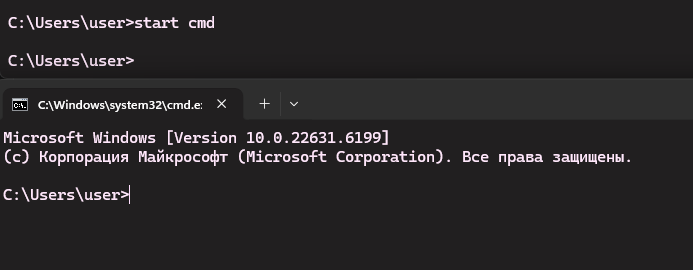 C:\Users\user>start cmd
C:\Users\user>
C:\Windows\system32\cmd.e:
Microsoft Windows [Version 10.0.22631.6199]
(c) Корпорация Майкрософт (Microsoft Corporation). Все права защищены.
C:\Users\user>